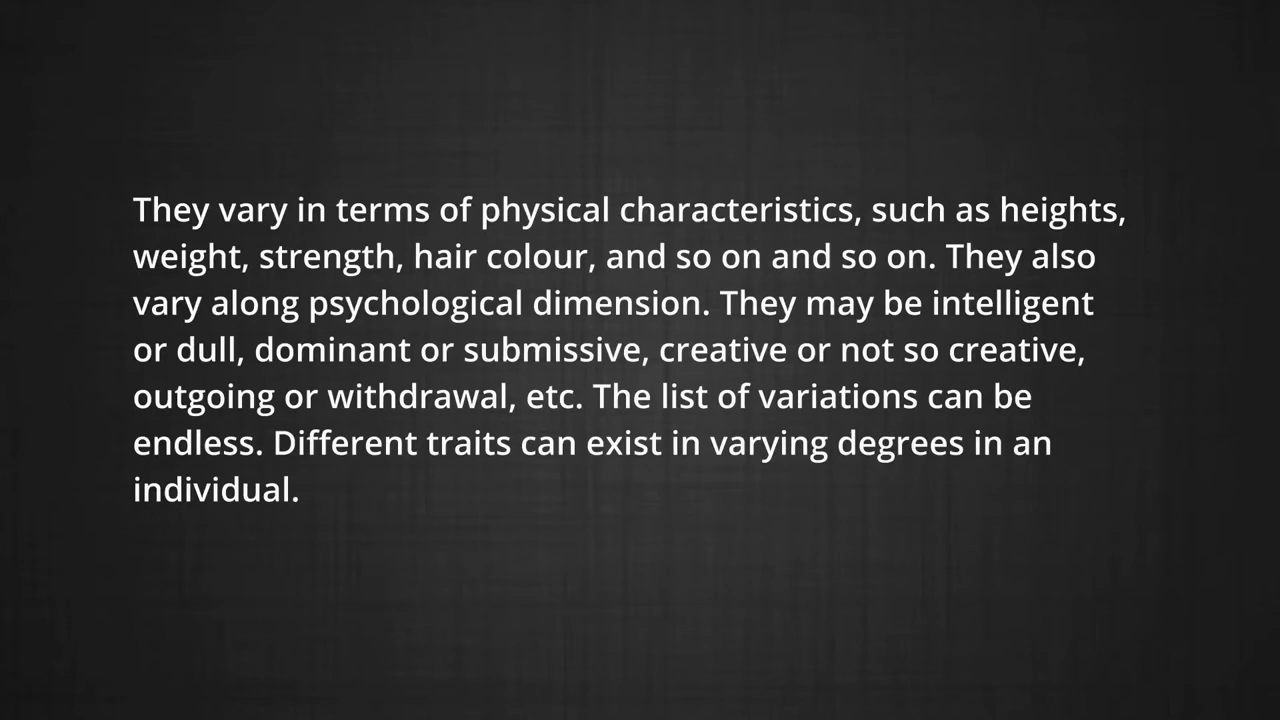 They vary in terms of physical characteristics, such as heights,
weight, strength, hair colour, and so on and so on. They also
vary along psychological dimension. They may be intelligent
or dull, dominant or submissive, creative or not so creative,
outgoing or withdrawal, etc. The list of variations can be
endless. Different traits can exist in varying degrees in an
individual.